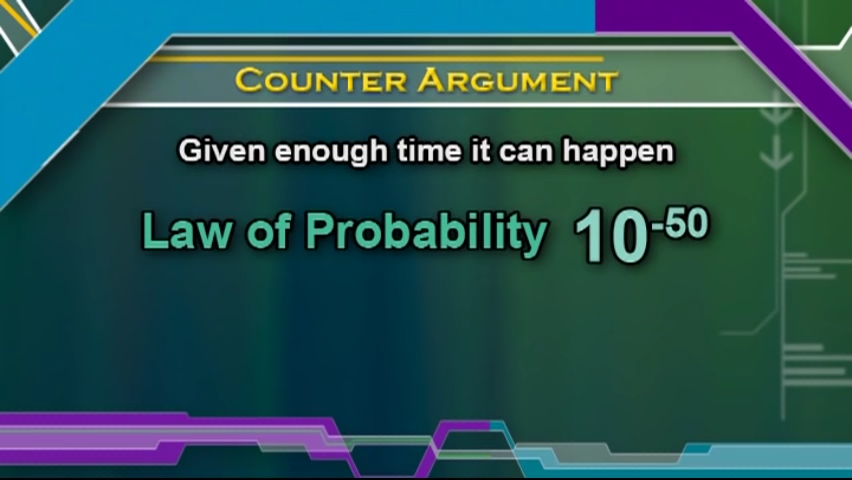 Counter Argument
Given enough time it can happen
Law of Probability 10⁻⁵⁰